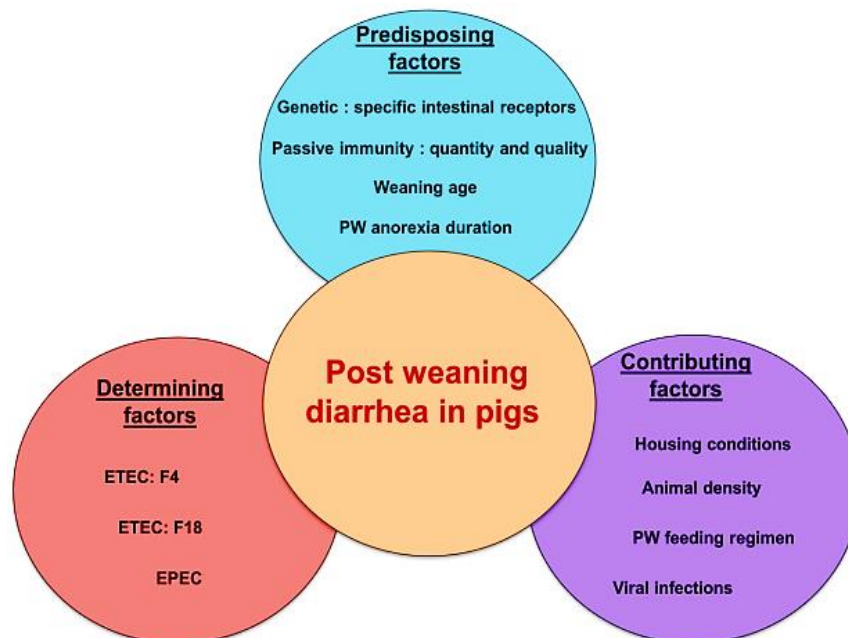 Predisposing
factors
Genetic : specific intestinal receptors
Passive immunity : quantity and quality
Weaning age
PW anorexia duration
Post weaning
diarrhea in pigs
Determining
factors
ETEC: F4
ETEC: F18
EPEC
Contributing
factors
Housing conditions
Animal density
PW feeding regimen
Viral infections